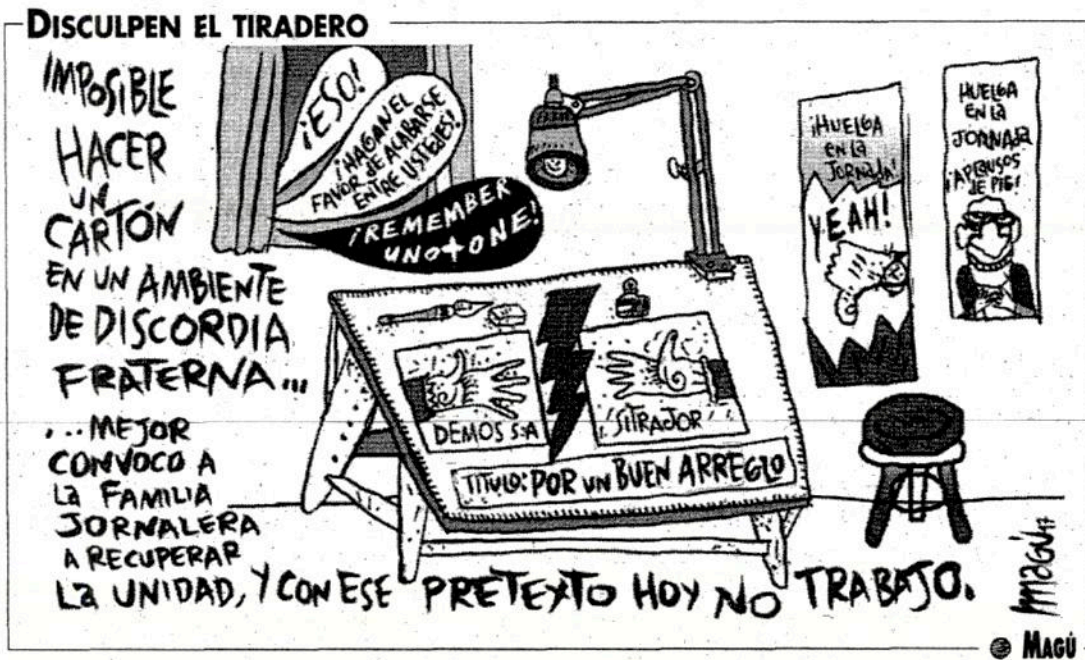 DISCULPEN EL TIRADERO
IMPOSIBLE
HACER
UN
CARTÓN
EN UN AMBIENTE
DE DISCORDIA
FRATERNA...
...MEJOR
CONVOCO A
La FAMILIA
JORNALERA
A RECUPERAR
La UNIDAD, Y CON ESE PRETEXTO HOY NO TRABAJO.
¡ESO!
¡HAGAN EL
FAVOR DE ACABARSE
ENTRE USTEDES!
¡REMEMBER
UNO+ONE!
DEMOS S.A
SITRAJOR
TITULO: POR UN BUEN ARREGLO
¡HUELGA
EN La
JORNADA!
YEAH!
HUELGA
EN La
JORNADA
¡APLAUSOS
DE PIE!
MAGÚ 17
MAGÚ